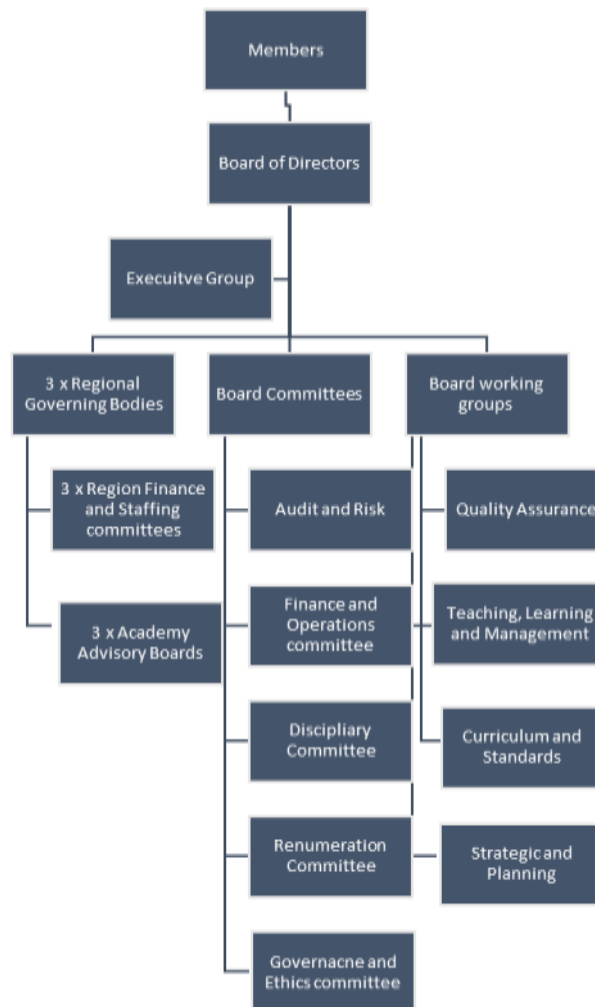 Members
Board of Directors
Execuitve Group
3 x Regional
Governing Bodies
Board Committees
Board working
groups
3 x Region Finance
and Staffing
committees
Audit and Risk
Quality Assurance
3 x Academy
Advisory Boards
Finance and
Operations
committee
Teaching, Learning
and Management
Discipliary
Committee
Curriculum and
Standards
Renumeration
Committee
Strategic and
Planning
Governacne and
Ethics committee